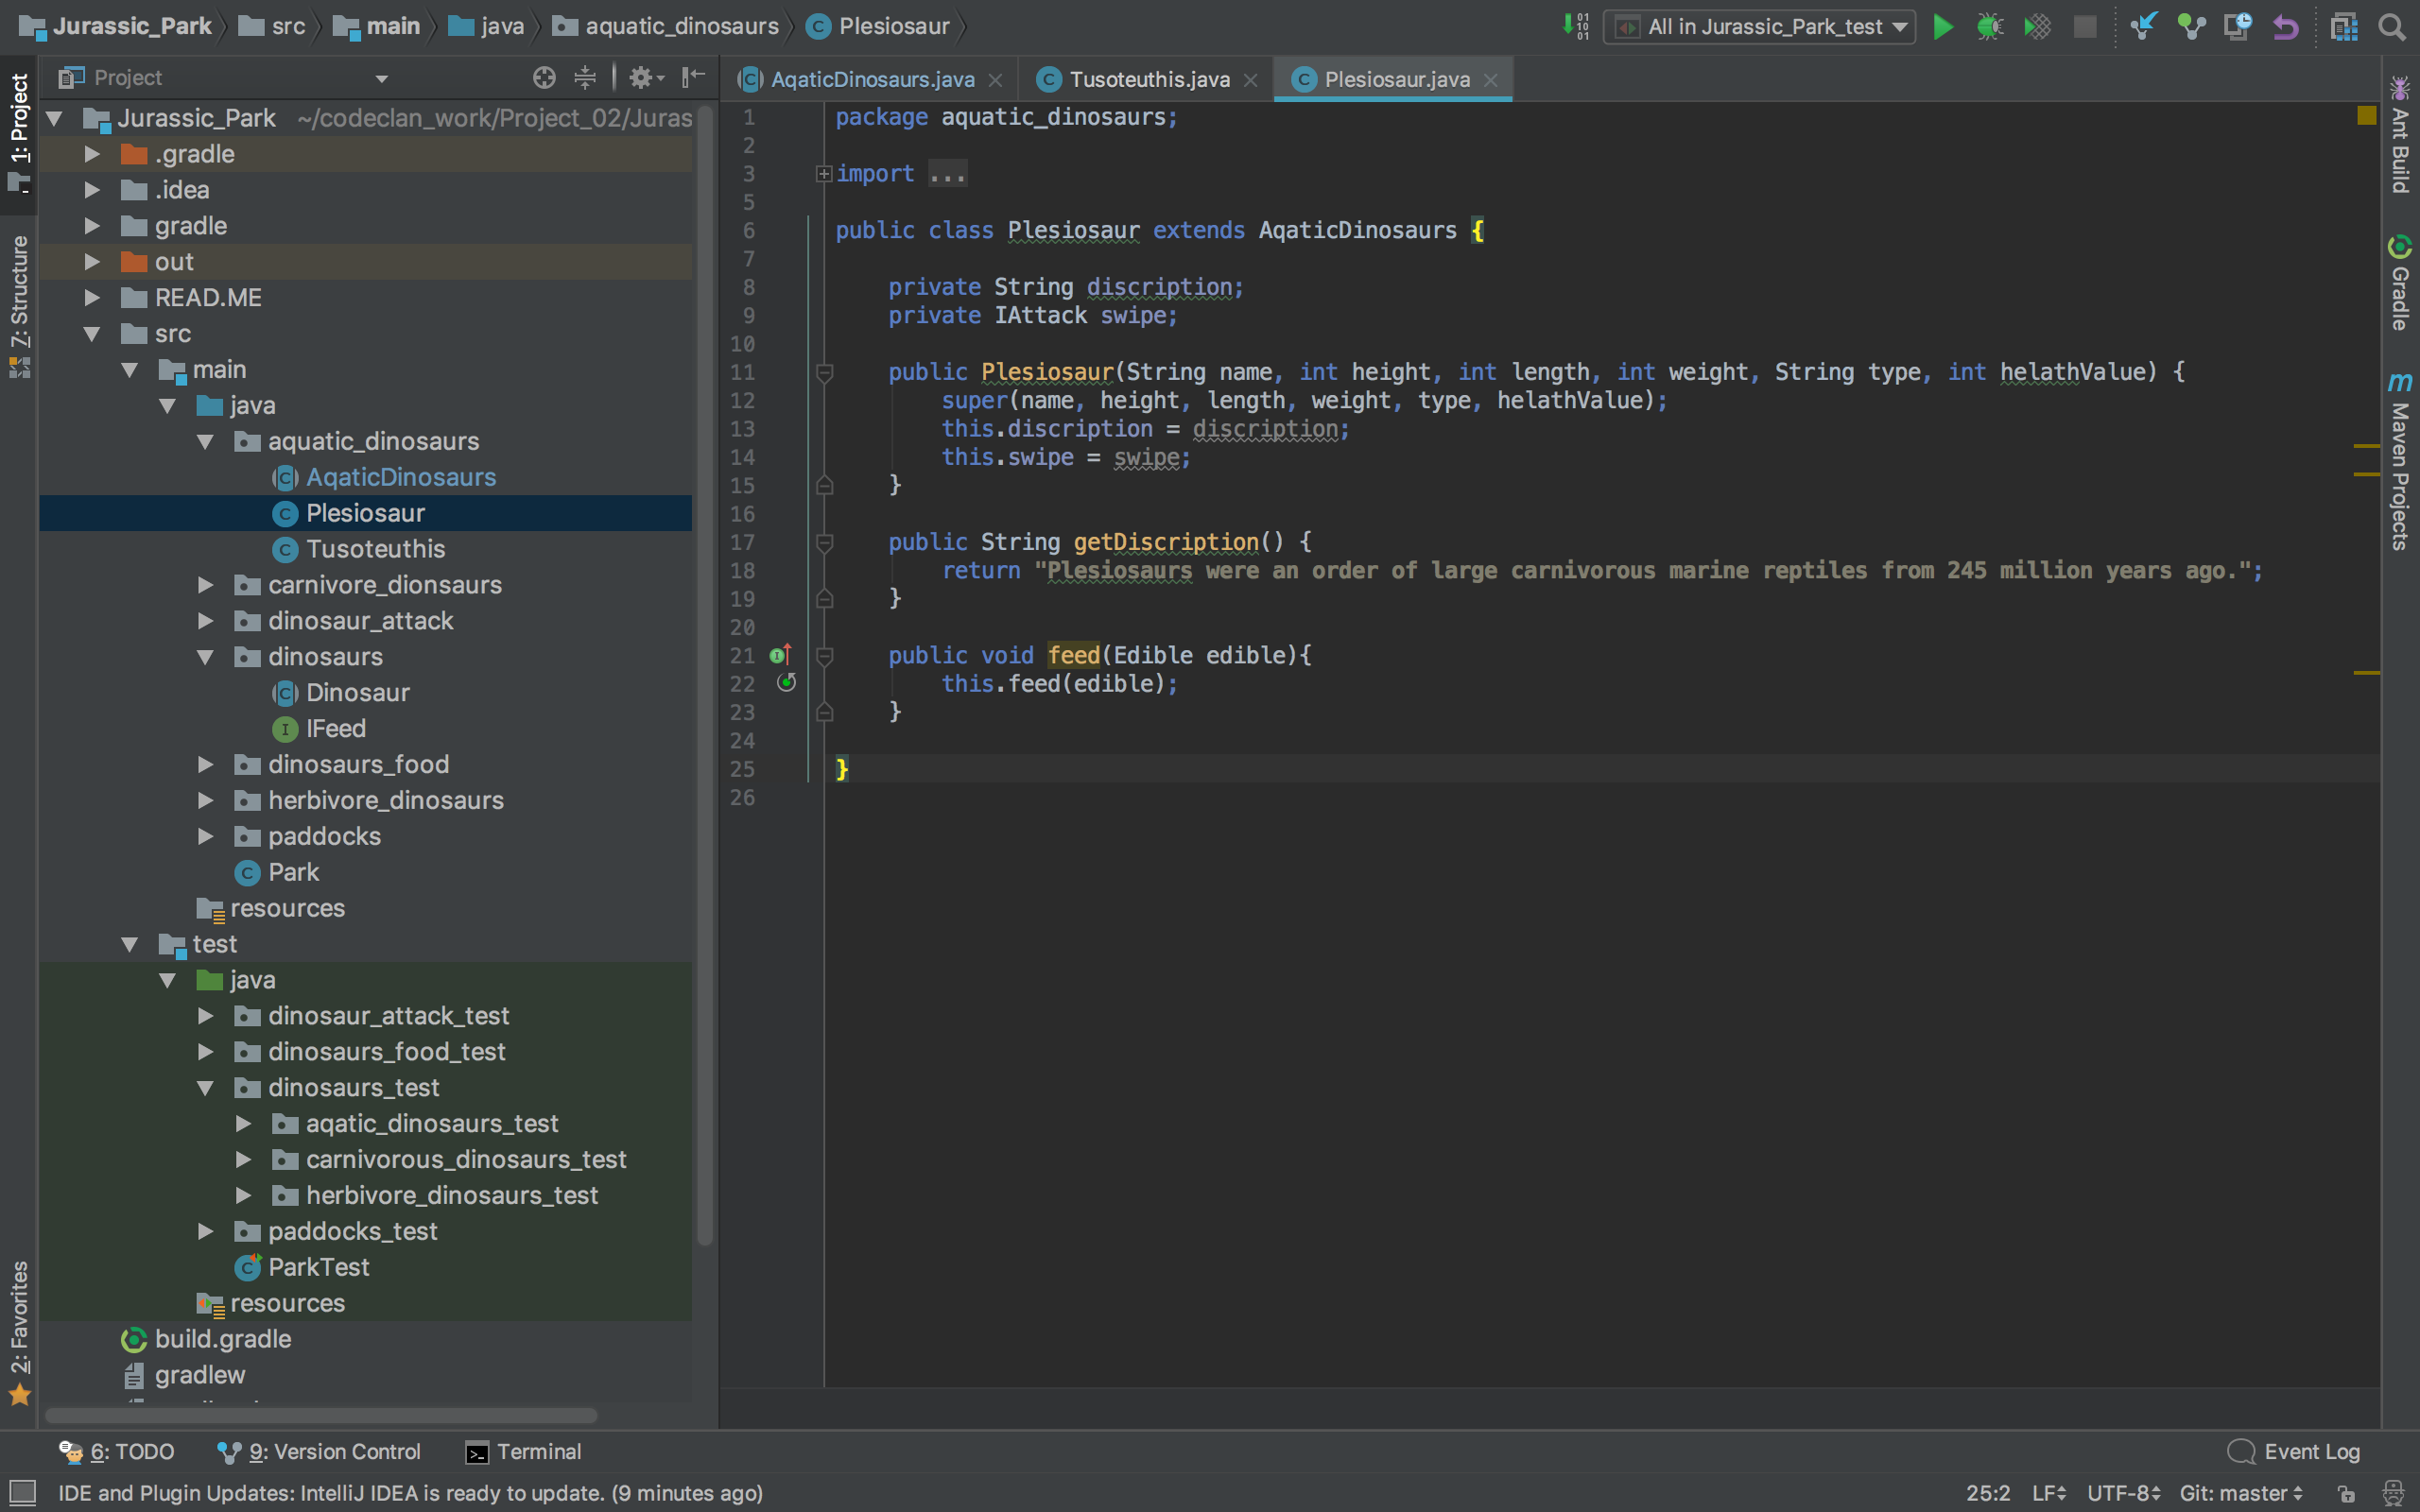 Jurassic_Park src main java aquatic_dinosaurs Plesiosaur
All in Jurassic_Park_test
Project
AqaticDinosaurs.java Tusoteuthis.java Plesiosaur.java
1: Project
Z: Structure
2: Favorites
Jurassic_Park ~/codeclan_work/Project_02/Juras
.gradle
.idea
gradle
out
READ.ME
src
main
java
aquatic_dinosaurs
AqaticDinosaurs
Plesiosaur
Tusoteuthis
carnivore_dionsaurs
dinosaur_attack
dinosaurs
Dinosaur
IFeed
dinosaurs_food
herbivore_dinosaurs
paddocks
Park
resources
test
java
dinosaur_attack_test
dinosaurs_food_test
dinosaurs_test
aqatic_dinosaurs_test
carnivorous_dinosaurs_test
herbivore_dinosaurs_test
paddocks_test
ParkTest
resources
build.gradle
gradlew
1 package aquatic_dinosaurs;
2
3 import ...
5
6 public class Plesiosaur extends AqaticDinosaurs {
7
8 private String discription;
9 private IAttack swipe;
10
11 public Plesiosaur(String name, int height, int length, int weight, String type, int helathValue) {
12 super(name, height, length, weight, type, helathValue);
13 this.discription = discription;
14 this.swipe = swipe;
15 }
16
17 public String getDiscription() {
18 return "Plesiosaurs were an order of large carnivorous marine reptiles from 245 million years ago.";
19 }
20
21 public void feed(Edible edible){
22 this.feed(edible);
23 }
24
25 }
26
Ant Build
Gradle
Maven Projects
6: TODO 9: Version Control Terminal Event Log
IDE and Plugin Updates: IntelliJ IDEA is ready to update. (9 minutes ago) 25:2 LF UTF-8 Git: master